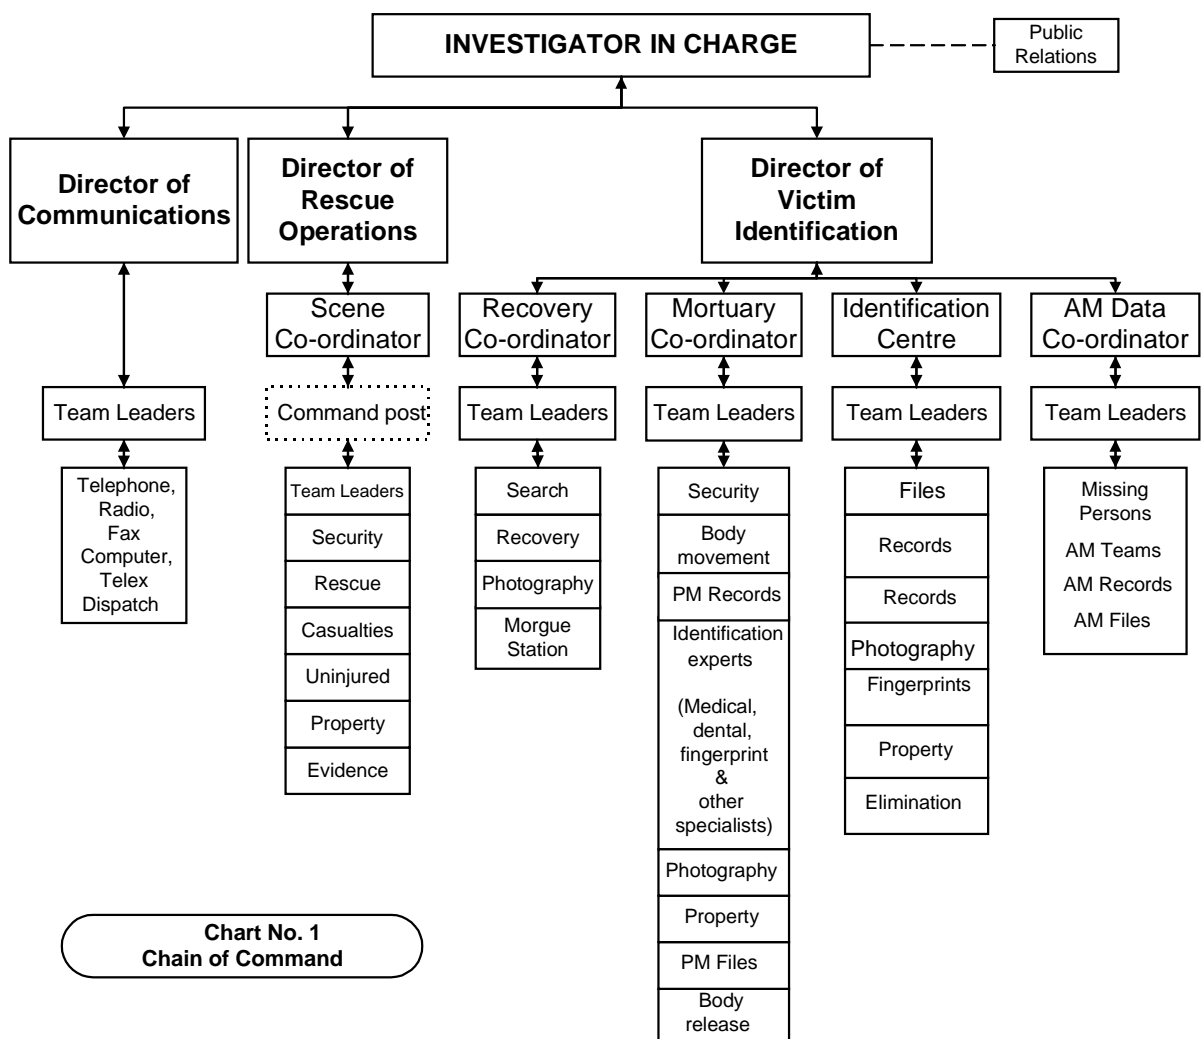 INVESTIGATOR IN CHARGE
Public
Relations
Director of
Communications
Director of
Rescue
Operations
Director of
Victim
Identification
Scene
Co-ordinator
Recovery
Co-ordinator
Mortuary
Co-ordinator
Identification
Centre
AM Data
Co-ordinator
Team Leaders
Command post
Team Leaders
Team Leaders
Team Leaders
Team Leaders
Telephone,
Radio,
Fax
Computer,
Telex
Dispatch
Team Leaders
Security
Rescue
Casualties
Uninjured
Property
Evidence
Search
Recovery
Photography
Morgue
Station
Security
Body
movement
PM Records
Identification
experts
(Medical,
dental,
fingerprint
&
other
specialists)
Photography
Property
PM Files
Body
release
Files
Records
Records
Photography
Fingerprints
Property
Elimination
Missing
Persons
AM Teams
AM Records
AM Files
Chart No. 1
Chain of Command